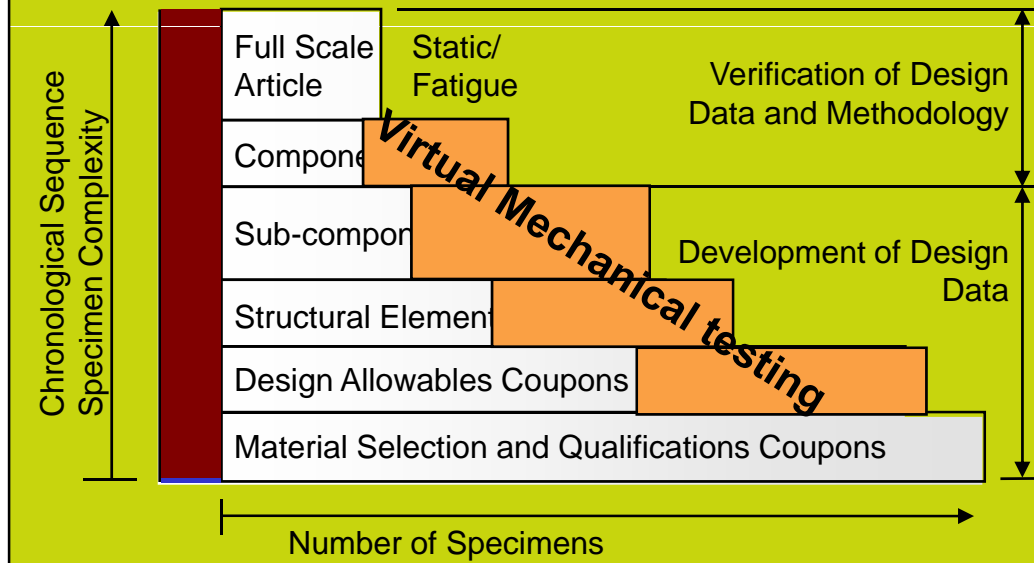 Full Scale
Article
Static/
Fatigue
Verification of Design
Data and Methodology
Chronological Sequence
Specimen Complexity
Compone
Virtual Mechanical testing
Sub-compon
Development of Design
Data
Structural Element
Design Allowables Coupons
Material Selection and Qualifications Coupons
Number of Specimens